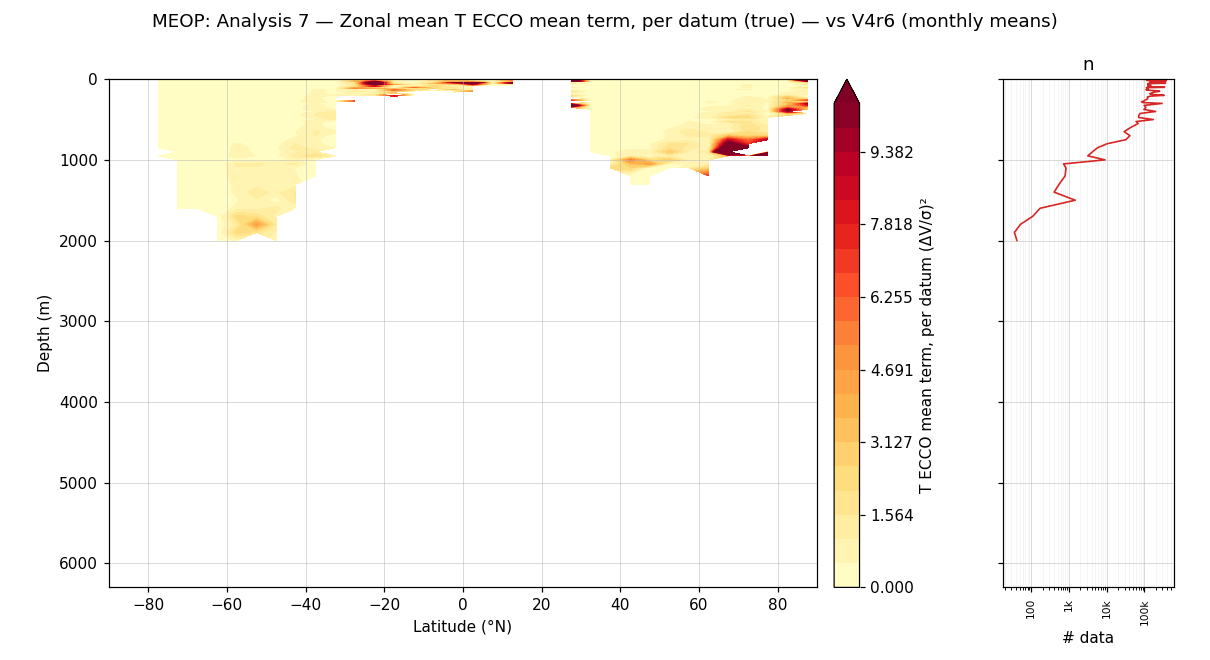 MEOP: Analysis 7 — Zonal mean T ECCO mean term, per datum (true) — vs V4r6 (monthly means)
n
0
1000
2000
3000
4000
5000
6000
Depth (m)
−80
−60
−40
−20
0
20
40
60
80
Latitude (°N)
9.382
7.818
6.255
4.691
3.127
1.564
0.000
T ECCO mean term, per datum (ΔV/σ)²
100
1k
10k
100k
# data